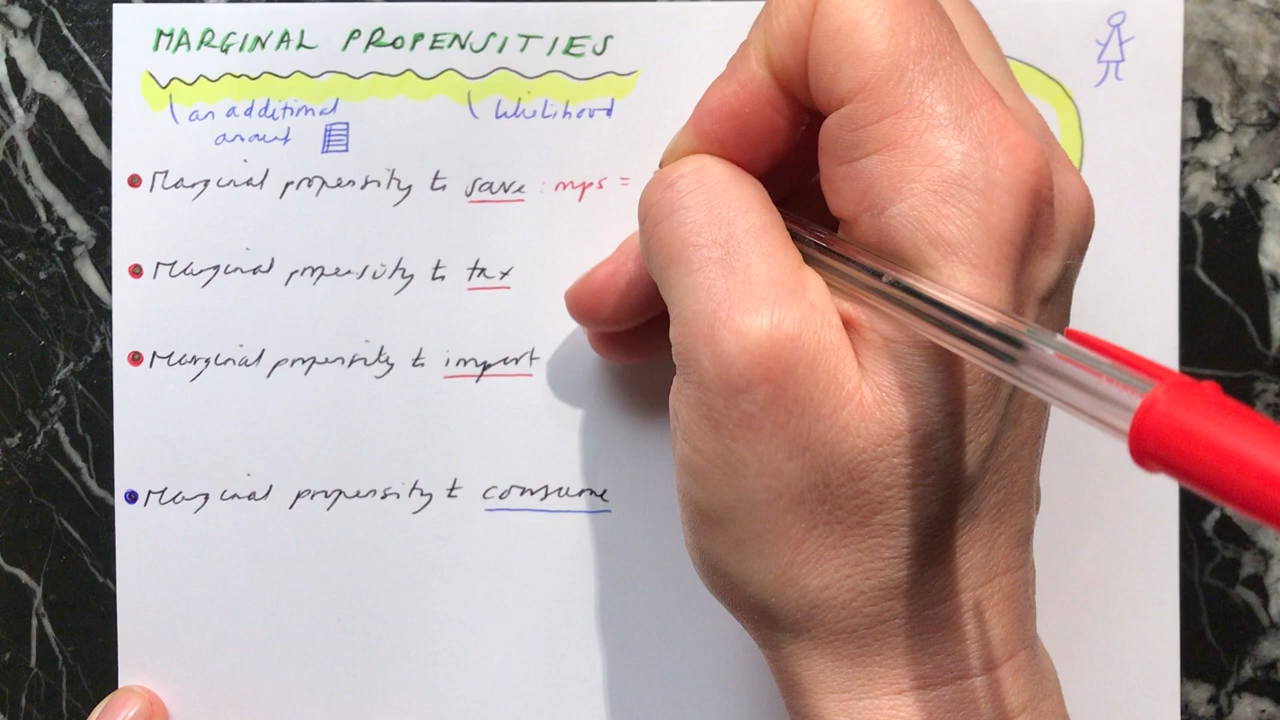 MARGINAL PROPENSITIES
an additional likelihood
amount
Marginal propensity to save : mps =
Marginal propensity to tax
Marginal propensity to import
Marginal propensity to consume